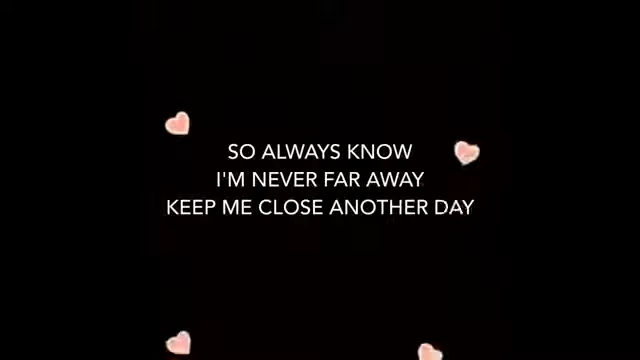 SO ALWAYS KNOW
I'M NEVER FAR AWAY
KEEP ME CLOSE ANOTHER DAY